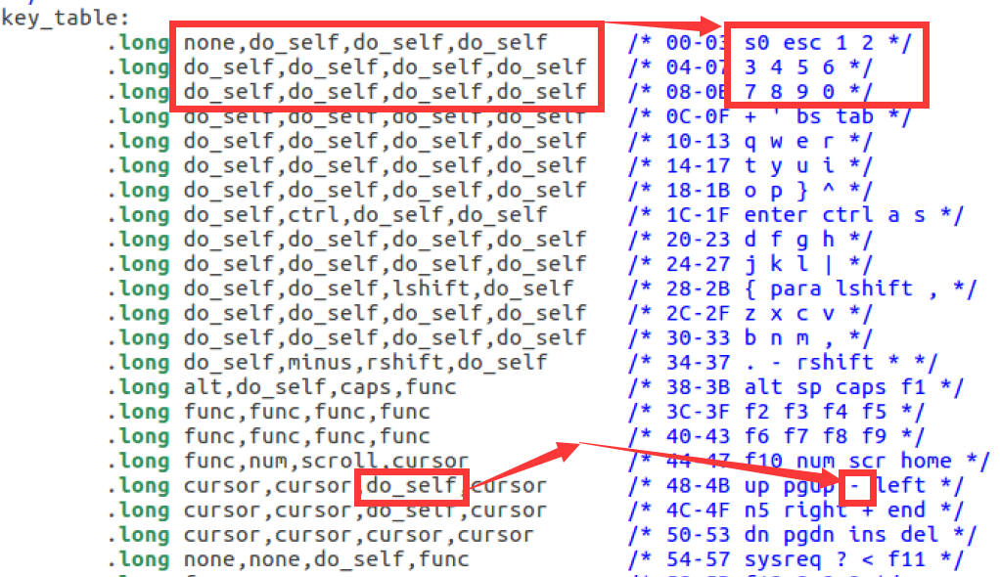 key_table:
.long none,do_self,do_self,do_self /* 00-03 s0 esc 1 2 */
.long do_self,do_self,do_self,do_self /* 04-07 3 4 5 6 */
.long do_self,do_self,do_self,do_self /* 08-0B 7 8 9 0 */
.long do_self,do_self,do_self,do_self /* 0C-0F + ' bs tab */
.long do_self,do_self,do_self,do_self /* 10-13 q w e r */
.long do_self,do_self,do_self,do_self /* 14-17 t y u i */
.long do_self,do_self,do_self,do_self /* 18-1B o p } ^ */
.long do_self,ctrl,do_self,do_self /* 1C-1F enter ctrl a s */
.long do_self,do_self,do_self,do_self /* 20-23 d f g h */
.long do_self,do_self,do_self,do_self /* 24-27 j k l | */
.long do_self,do_self,lshift,do_self /* 28-2B { para lshift , */
.long do_self,do_self,do_self,do_self /* 2C-2F z x c v */
.long do_self,do_self,do_self,do_self /* 30-33 b n m , */
.long do_self,minus,rshift,do_self /* 34-37 . - rshift * */
.long alt,do_self,caps,func /* 38-3B alt sp caps f1 */
.long func,func,func,func /* 3C-3F f2 f3 f4 f5 */
.long func,func,func,func /* 40-43 f6 f7 f8 f9 */
.long func,num,scroll,cursor /* 44-47 f10 num scr home */
.long cursor,cursor,do_self,cursor /* 48-4B up pgup - left */
.long cursor,cursor,do_self,cursor /* 4C-4F n5 right + end */
.long cursor,cursor,cursor,cursor /* 50-53 dn pgdn ins del */
.long none,none,do_self,func /* 54-57 sysreq ? < f11 */